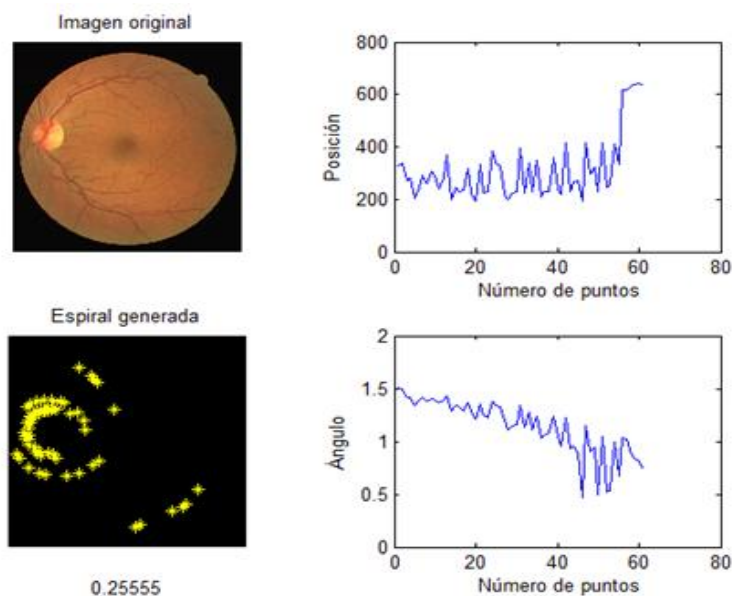 Imagen original
800
600
400
200
0
Posición
0 20 40 60 80
Número de puntos
Espiral generada
0.25555
2
1.5
1
0.5
0
Ángulo
0 20 40 60 80
Número de puntos